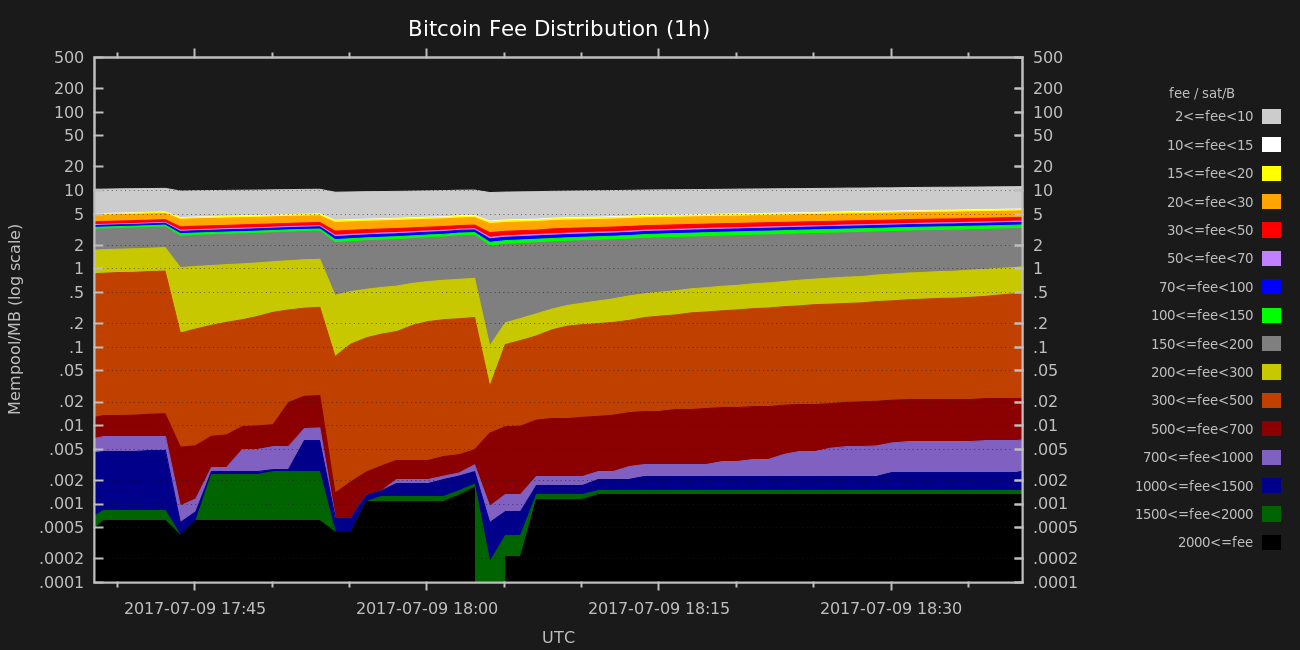 Bitcoin Fee Distribution (1h)
500
200
100
50
20
10
5
2
1
.5
.2
.1
.05
.02
.01
.005
.002
.001
.0005
.0002
.0001
Mempool/MB (log scale)
500
200
100
50
20
10
5
2
1
.5
.2
.1
.05
.02
.01
.005
.002
.001
.0005
.0002
.0001
2017-07-09 17:45
2017-07-09 18:00
2017-07-09 18:15
2017-07-09 18:30
UTC
fee / sat/B
2<=fee<10
10<=fee<15
15<=fee<20
20<=fee<30
30<=fee<50
50<=fee<70
70<=fee<100
100<=fee<150
150<=fee<200
200<=fee<300
300<=fee<500
500<=fee<700
700<=fee<1000
1000<=fee<1500
1500<=fee<2000
2000<=fee